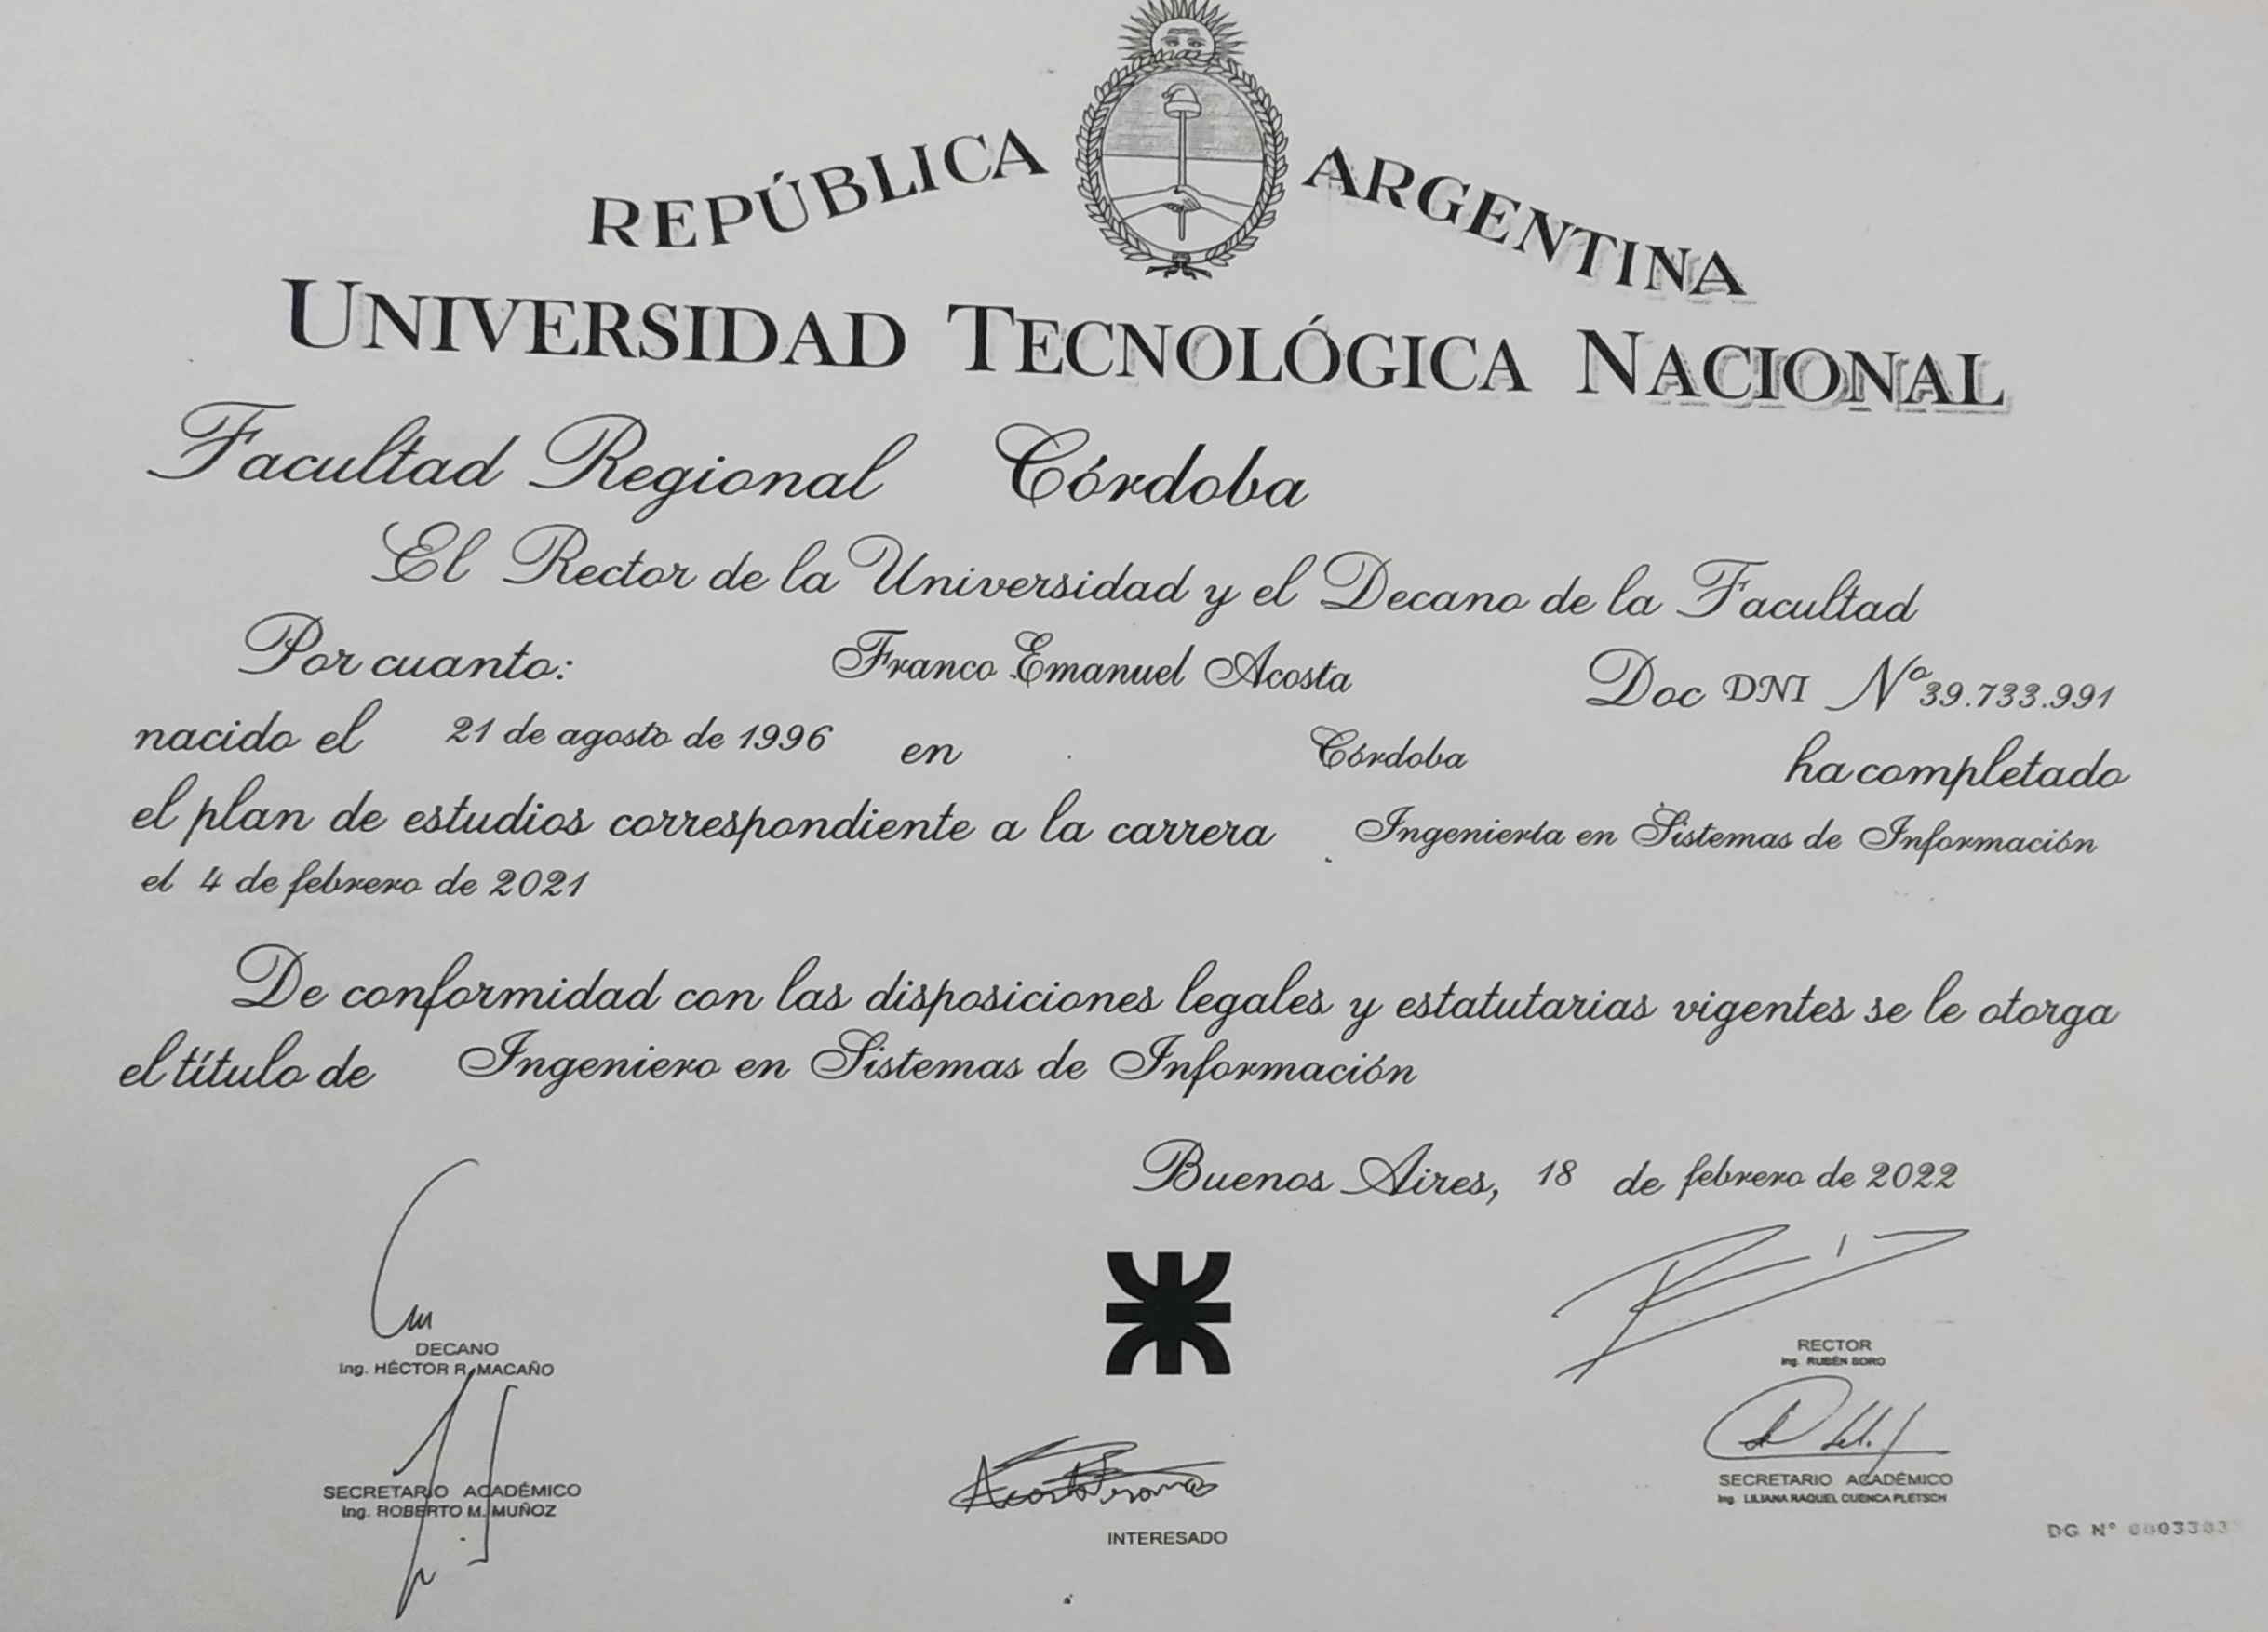 REPÚBLICA ARGENTINA
UNIVERSIDAD TECNOLÓGICA NACIONAL
Facultad Regional Córdoba
El Rector de la Universidad y el Decano de la Facultad
Por cuanto: Franco Emanuel Acosta Doc DNI Nº 39.733.991
nacido el 21 de agosto de 1996 en Córdoba ha completado
el plan de estudios correspondiente a la carrera Ingeniería en Sistemas de Información
el 4 de febrero de 2021
De conformidad con las disposiciones legales y estatutarias vigentes se le otorga
el título de Ingeniero en Sistemas de Información
Buenos Aires, 18 de febrero de 2022
DECANO
Ing. HÉCTOR R. MACAÑO
RECTOR
Ing. RUBÉN SORO
SECRETARIO ACADÉMICO
Ing. ROBERTO M. MUÑOZ
Acosta Franco
INTERESADO
SECRETARIO ACADÉMICO
Ing. LILIANA RAQUEL CUENCA PLETSCH
DG Nº